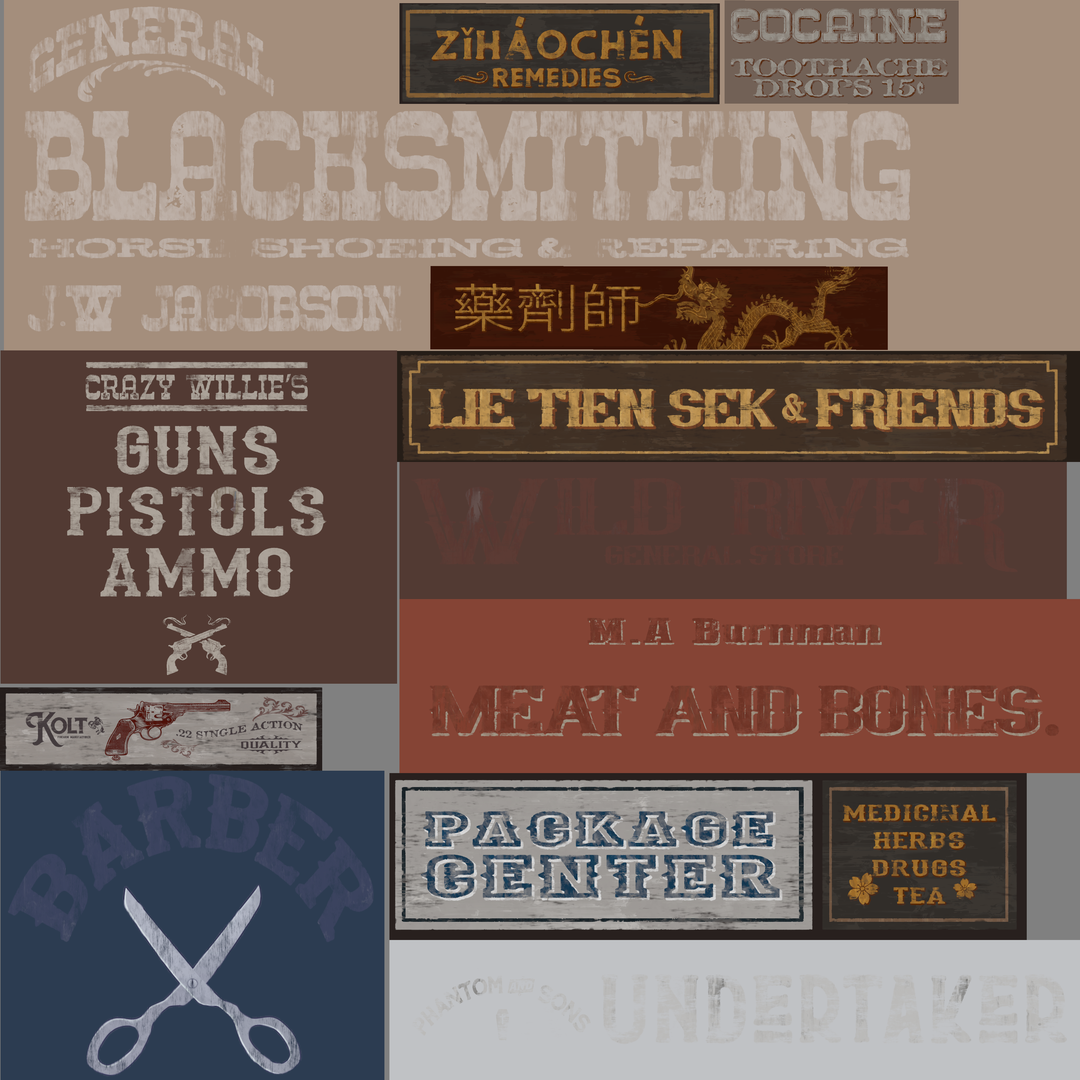 GENERAL
BLACKSMITHING
HORSE SHOEING & REPAIRING
J.W JACOBSON
ZǏHÁOCHÉN
REMEDIES
COCAINE
TOOTHACHE
DROPS 15¢
藥劑師
CRAZY WILLIE'S
GUNS
PISTOLS
AMMO
LIE TIEN SEK & FRIENDS
WILD RIVER
GENERAL STORE
M.A Burnman
MEAT AND BONES.
KOLT
.22 SINGLE ACTION
QUALITY
BARBER
PACKAGE
CENTER
MEDICINAL
HERBS
DRUGS
TEA
PHANTOM AND SONS
UNDERTAKER